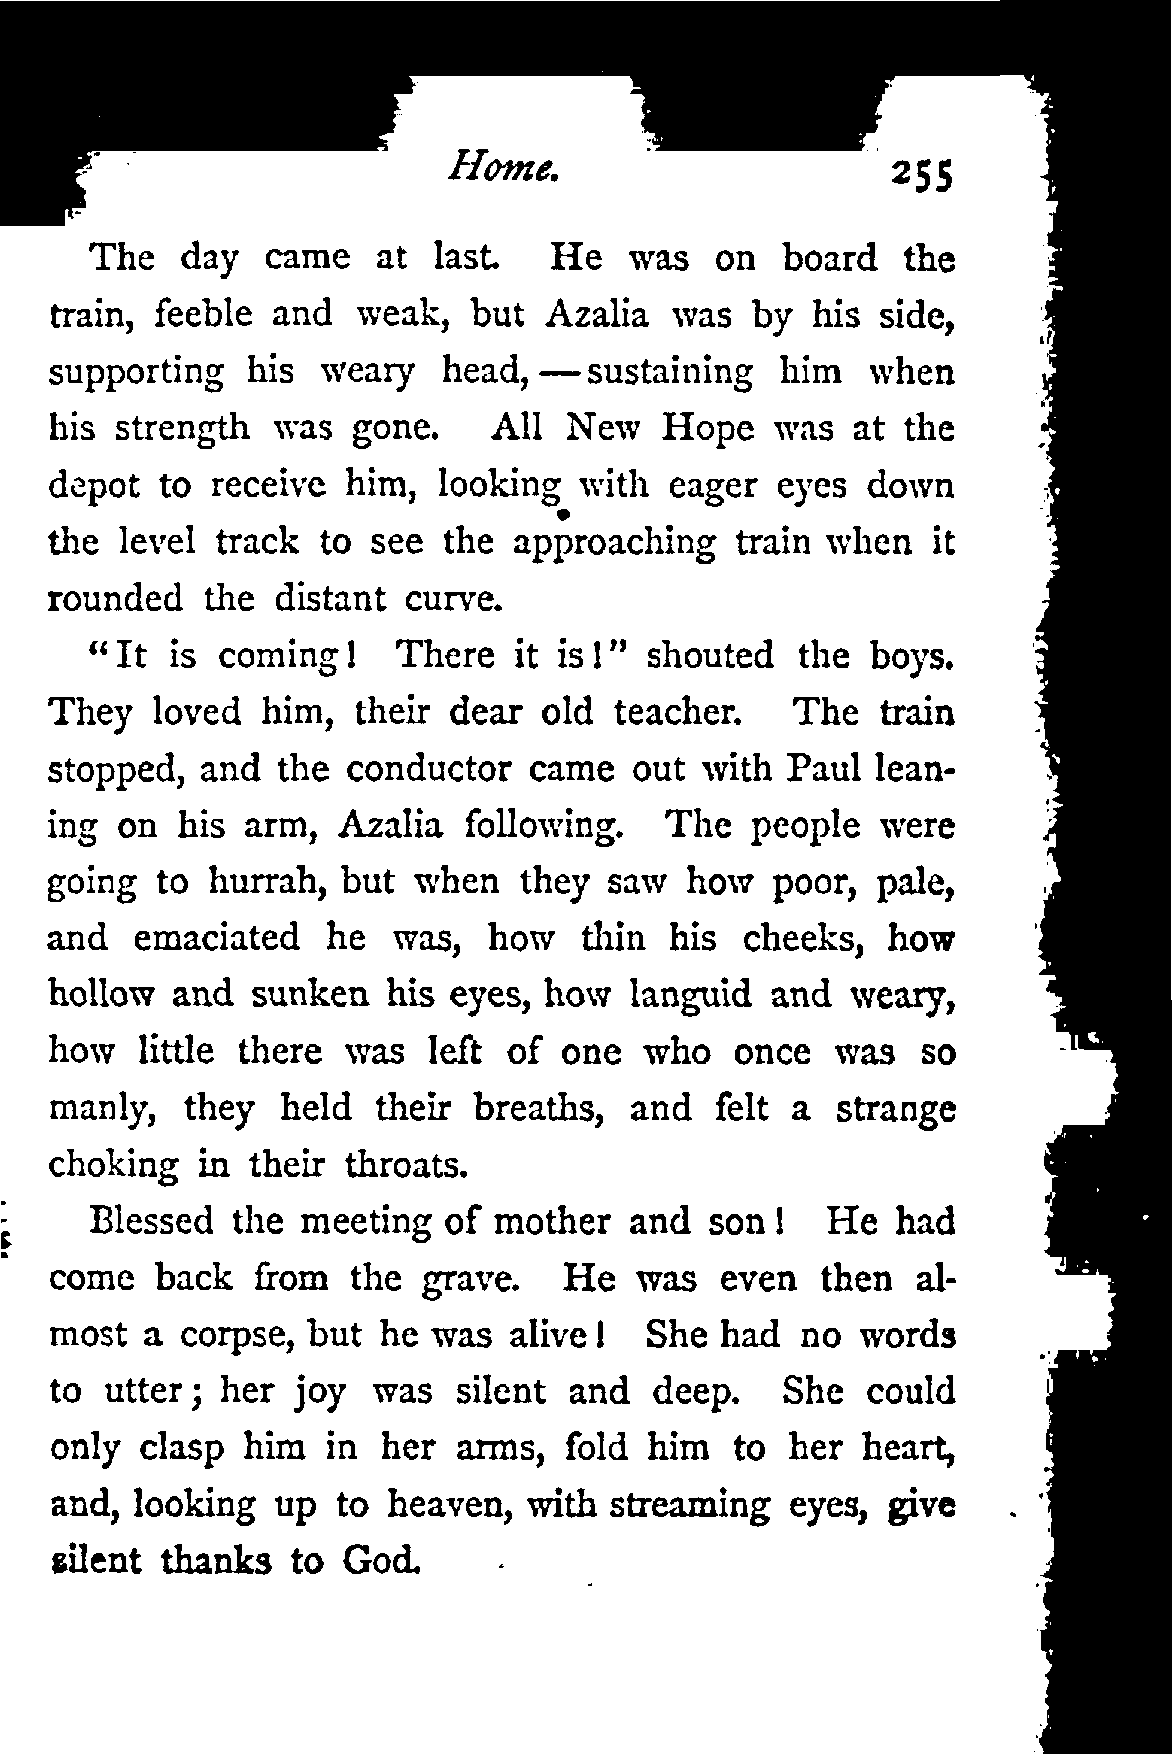 Home. 255
The day came at last. He was on board the
train, feeble and weak, but Azalia was by his side,
supporting his weary head, — sustaining him when
his strength was gone. All New Hope was at the
depot to receive him, looking with eager eyes down
the level track to see the approaching train when it
rounded the distant curve.
“It is coming! There it is!” shouted the boys.
They loved him, their dear old teacher. The train
stopped, and the conductor came out with Paul lean-
ing on his arm, Azalia following. The people were
going to hurrah, but when they saw how poor, pale,
and emaciated he was, how thin his cheeks, how
hollow and sunken his eyes, how languid and weary,
how little there was left of one who once was so
manly, they held their breaths, and felt a strange
choking in their throats.
Blessed the meeting of mother and son! He had
come back from the grave. He was even then al-
most a corpse, but he was alive! She had no words
to utter; her joy was silent and deep. She could
only clasp him in her arms, fold him to her heart,
and, looking up to heaven, with streaming eyes, give
silent thanks to God.